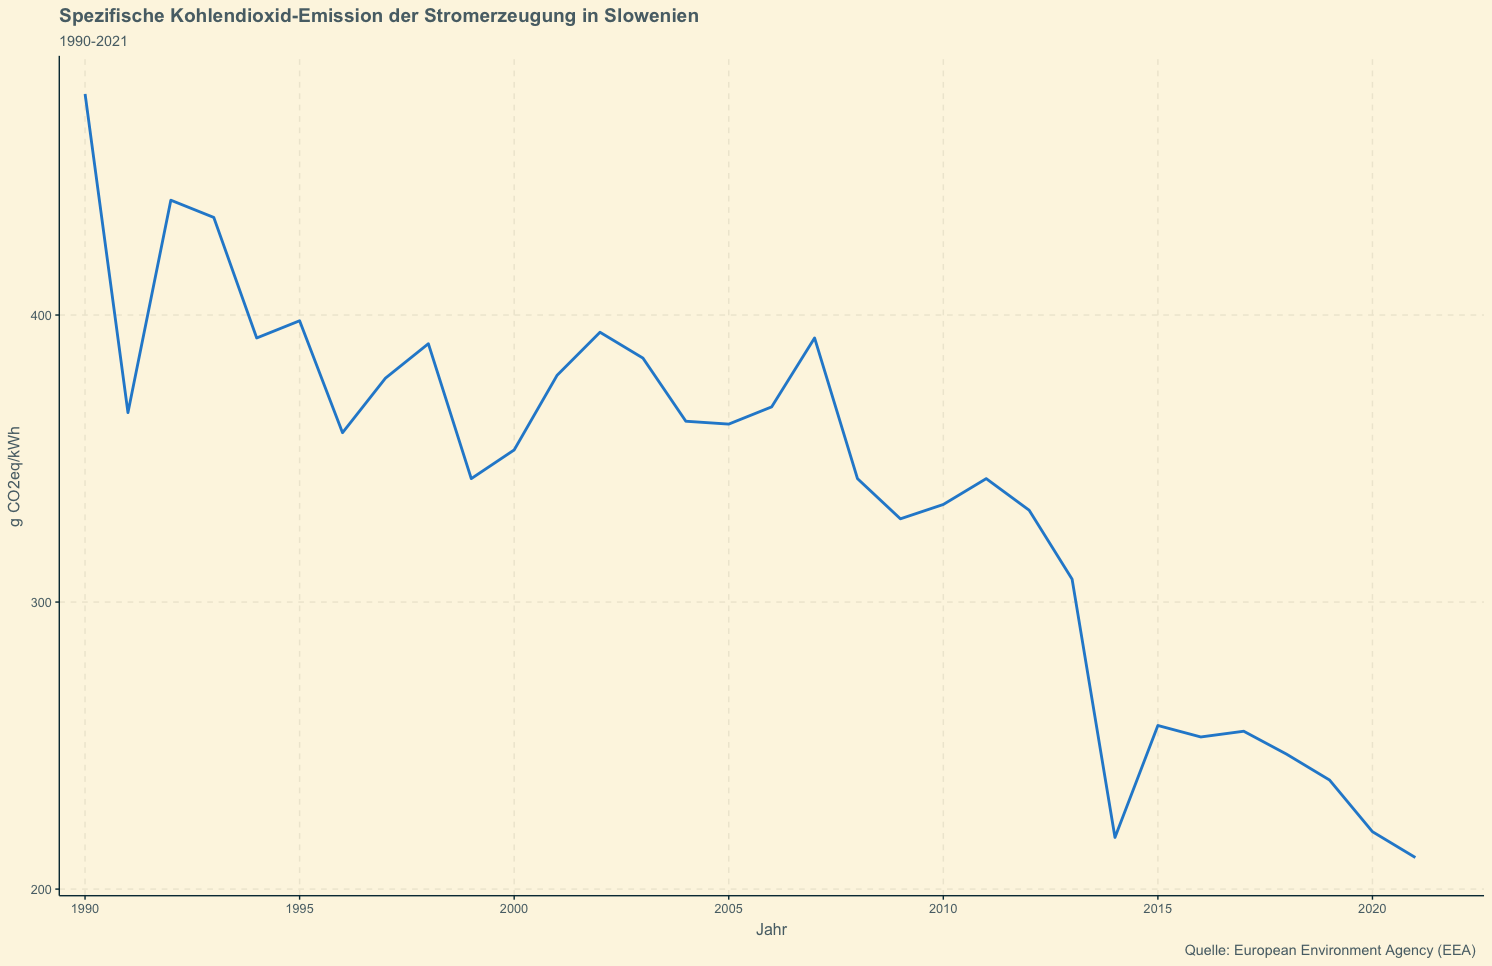 Spezifische Kohlendioxid-Emission der Stromerzeugung in Slowenien
1990-2021
g CO2eq/kWh
400
300
200
1990 1995 2000 2005 2010 2015 2020
Jahr
Quelle: European Environment Agency (EEA)